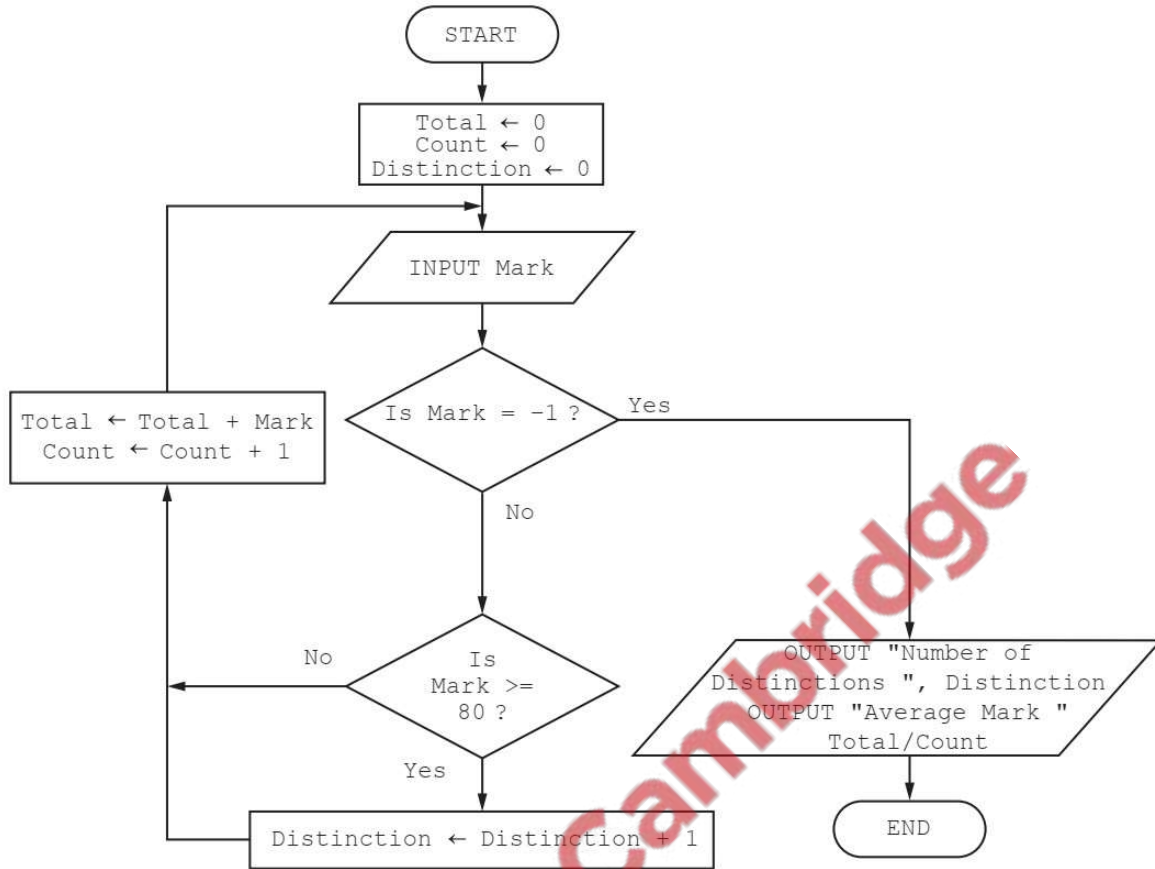 START
Total ← 0
Count ← 0
Distinction ← 0
INPUT Mark
Is Mark = −1 ?
Yes
No
Total ← Total + Mark
Count ← Count + 1
Is
Mark >=
80 ?
No
Yes
Distinction ← Distinction + 1
OUTPUT "Number of
Distinctions ", Distinction
OUTPUT "Average Mark "
Total/Count
END
Cambridge